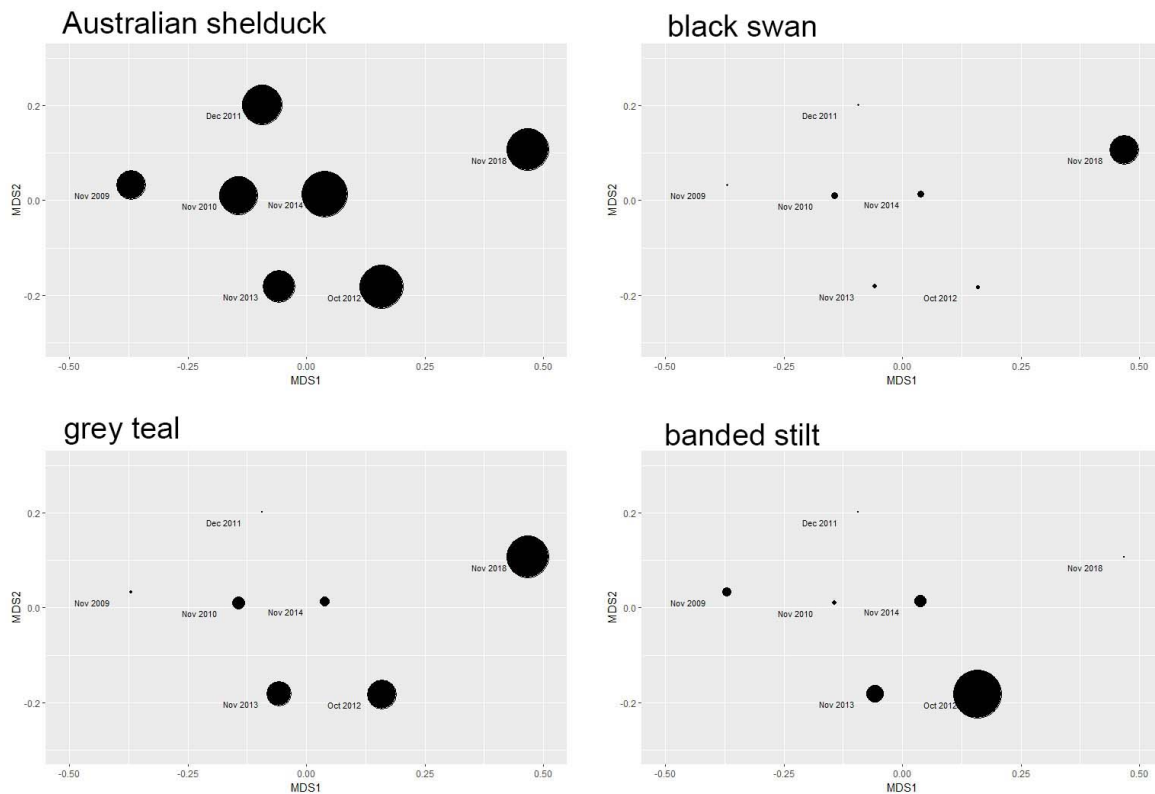 Australian shelduck
0.2
0.0
-0.2
MDS2
Dec 2011
Nov 2018
Nov 2009
Nov 2010
Nov 2014
Nov 2013
Oct 2012
-0.50
-0.25
0.00
0.25
0.50
MDS1
black swan
0.2
0.0
-0.2
MDS2
Dec 2011
Nov 2018
Nov 2009
Nov 2010
Nov 2014
Nov 2013
Oct 2012
-0.50
-0.25
0.00
0.25
0.50
MDS1
grey teal
0.2
0.0
-0.2
MDS2
Dec 2011
Nov 2018
Nov 2009
Nov 2010
Nov 2014
Nov 2013
Oct 2012
-0.50
-0.25
0.00
0.25
0.50
MDS1
banded stilt
0.2
0.0
-0.2
MDS2
Dec 2011
Nov 2018
Nov 2009
Nov 2010
Nov 2014
Nov 2013
Oct 2012
-0.50
-0.25
0.00
0.25
0.50
MDS1